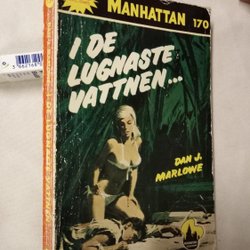 MANHATTAN 170
I DE
LUGNASTE
VATTNEN...
DAN J.
MARLOWE